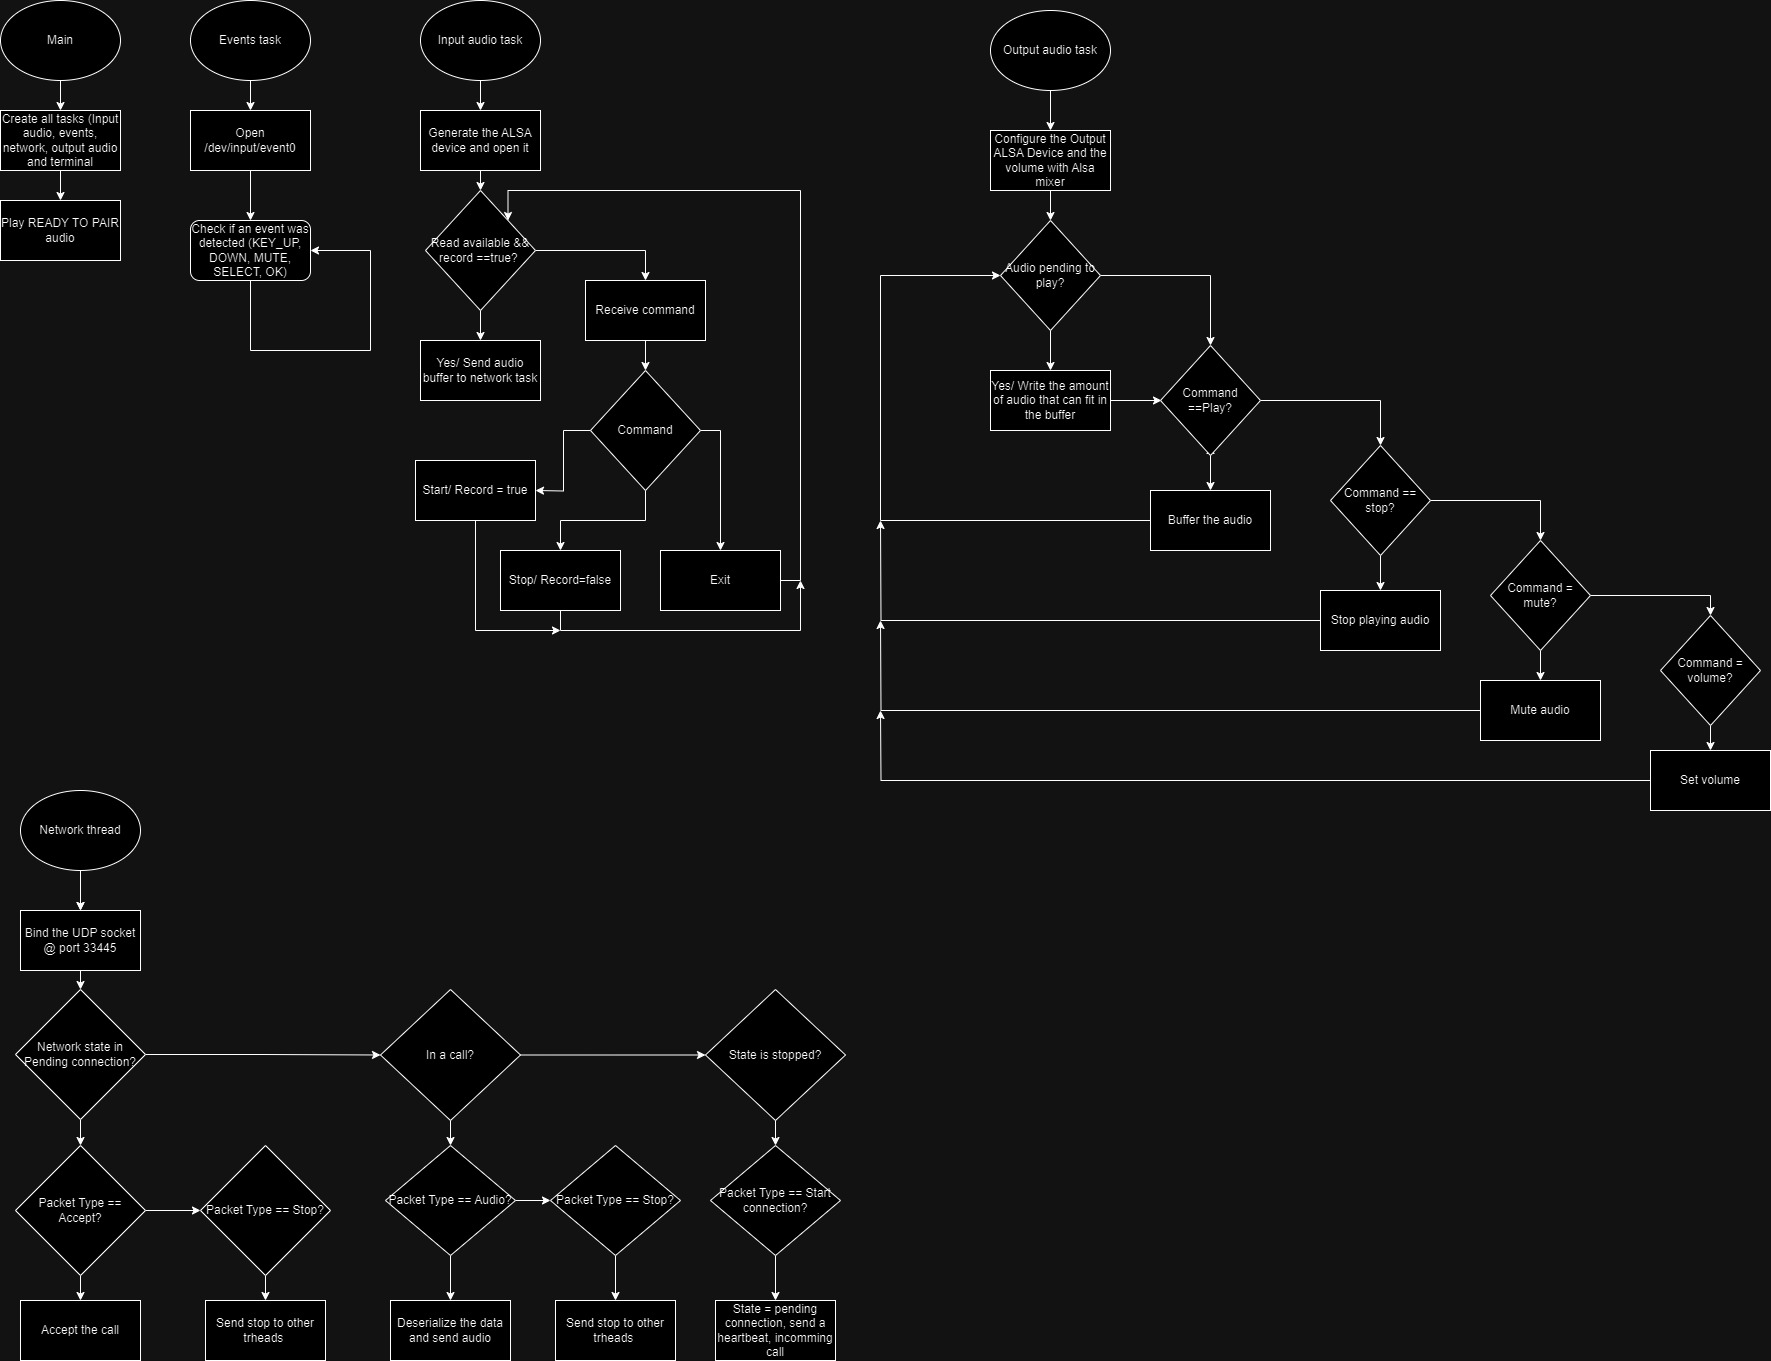 Main
Create all tasks (Input
audio, events,
network, output audio
and terminal
Play READY TO PAIR
audio
Events task
Open
/dev/input/event0
Check if an event was
detected (KEY_UP,
DOWN, MUTE,
SELECT, OK)
Input audio task
Generate the ALSA
device and open it
Read available &&
record ==true?
Yes/ Send audio
buffer to network task
Receive command
Command
Start/ Record = true
Stop/ Record=false
Exit
Output audio task
Configure the Output
ALSA Device and the
volume with Alsa
mixer
Audio pending to
play?
Yes/ Write the amount
of audio that can fit in
the buffer
Command
==Play?
Buffer the audio
Command ==
stop?
Stop playing audio
Command =
mute?
Mute audio
Command =
volume?
Set volume
Network thread
Bind the UDP socket
@ port 33445
Network state in
Pending connection?
In a call?
State is stopped?
Packet Type ==
Accept?
Packet Type == Stop?
Packet Type == Audio?
Packet Type == Stop?
Packet Type == Start
connection?
Accept the call
Send stop to other
trheads
Deserialize the data
and send audio
Send stop to other
trheads
State = pending
connection, send a
heartbeat, incomming
call